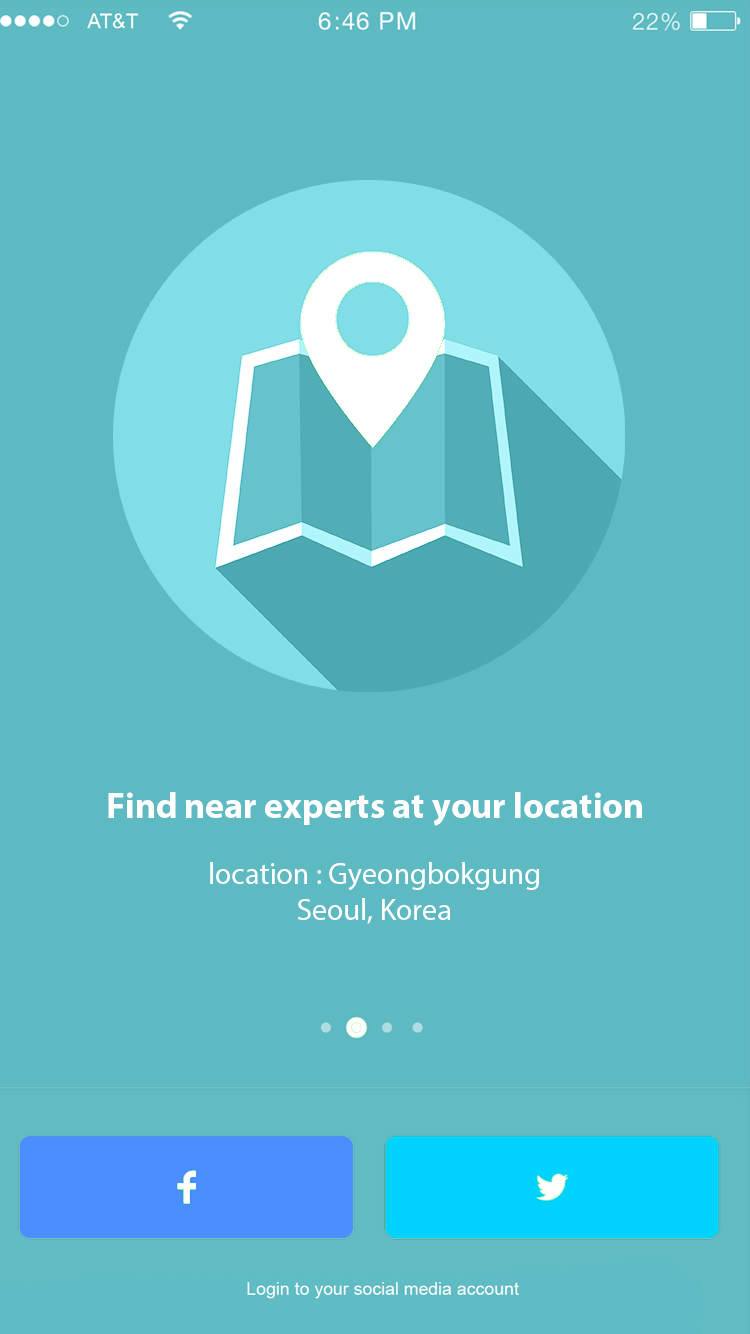 AT&T 6:46 PM 22%
Find near experts at your location
location : Gyeongbokgung
Seoul, Korea
Login to your social media account